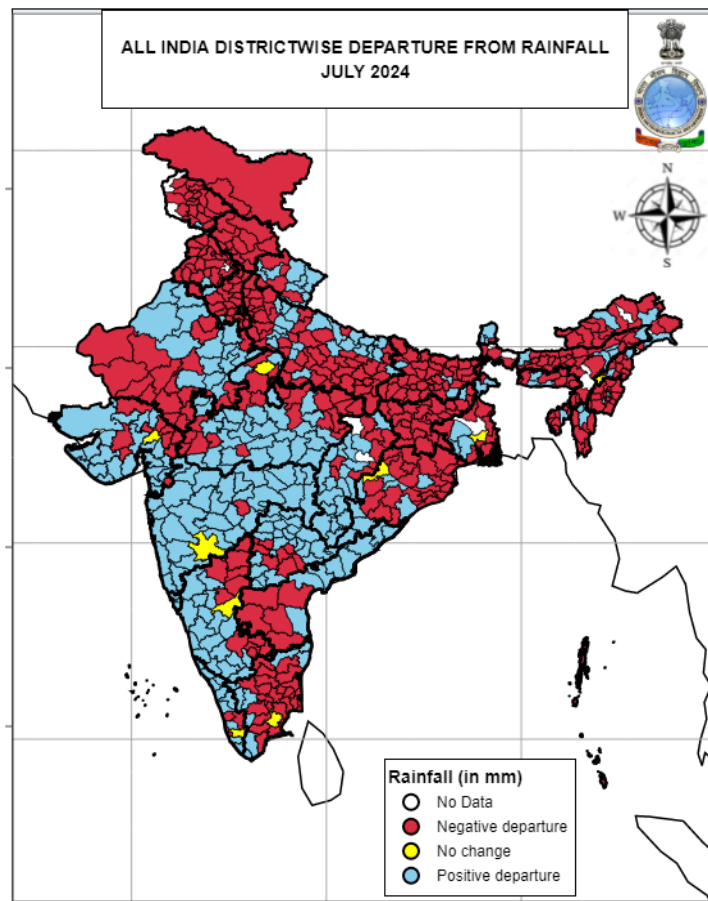 ALL INDIA DISTRICTWISE DEPARTURE FROM RAINFALL
JULY 2024
N
W
E
S
Rainfall (in mm)
No Data
Negative departure
No change
Positive departure